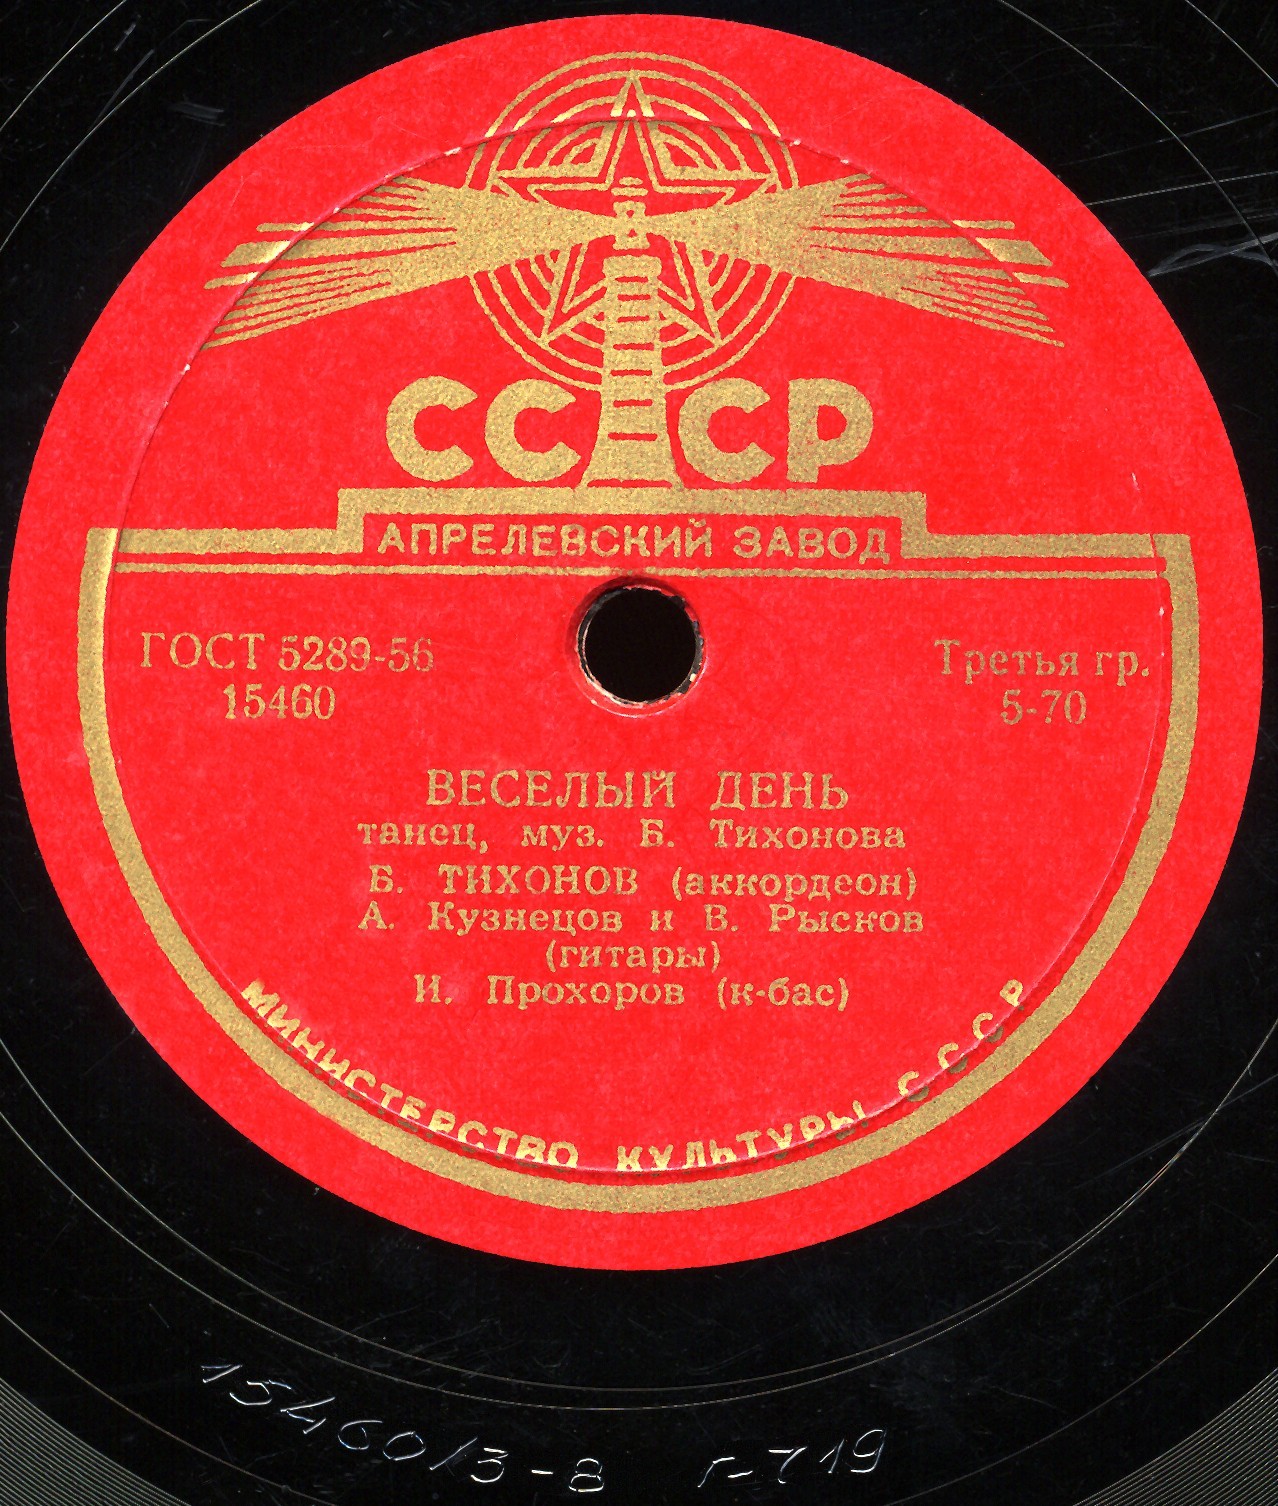 СССР
АПРЕЛЕВСКИЙ ЗАВОД
ГОСТ 5289-56
15460
Третья гр.
5-70
ВЕСЕЛЫЙ ДЕНЬ
танец, муз. Б. Тихонова
Б. ТИХОНОВ (аккордеон)
А. Кузнецов и В. Рысков
(гитары)
И. Прохоров (к-бас)
МИНИСТЕРСТВО КУЛЬТУРЫ СССР
15460/3-8 г-719